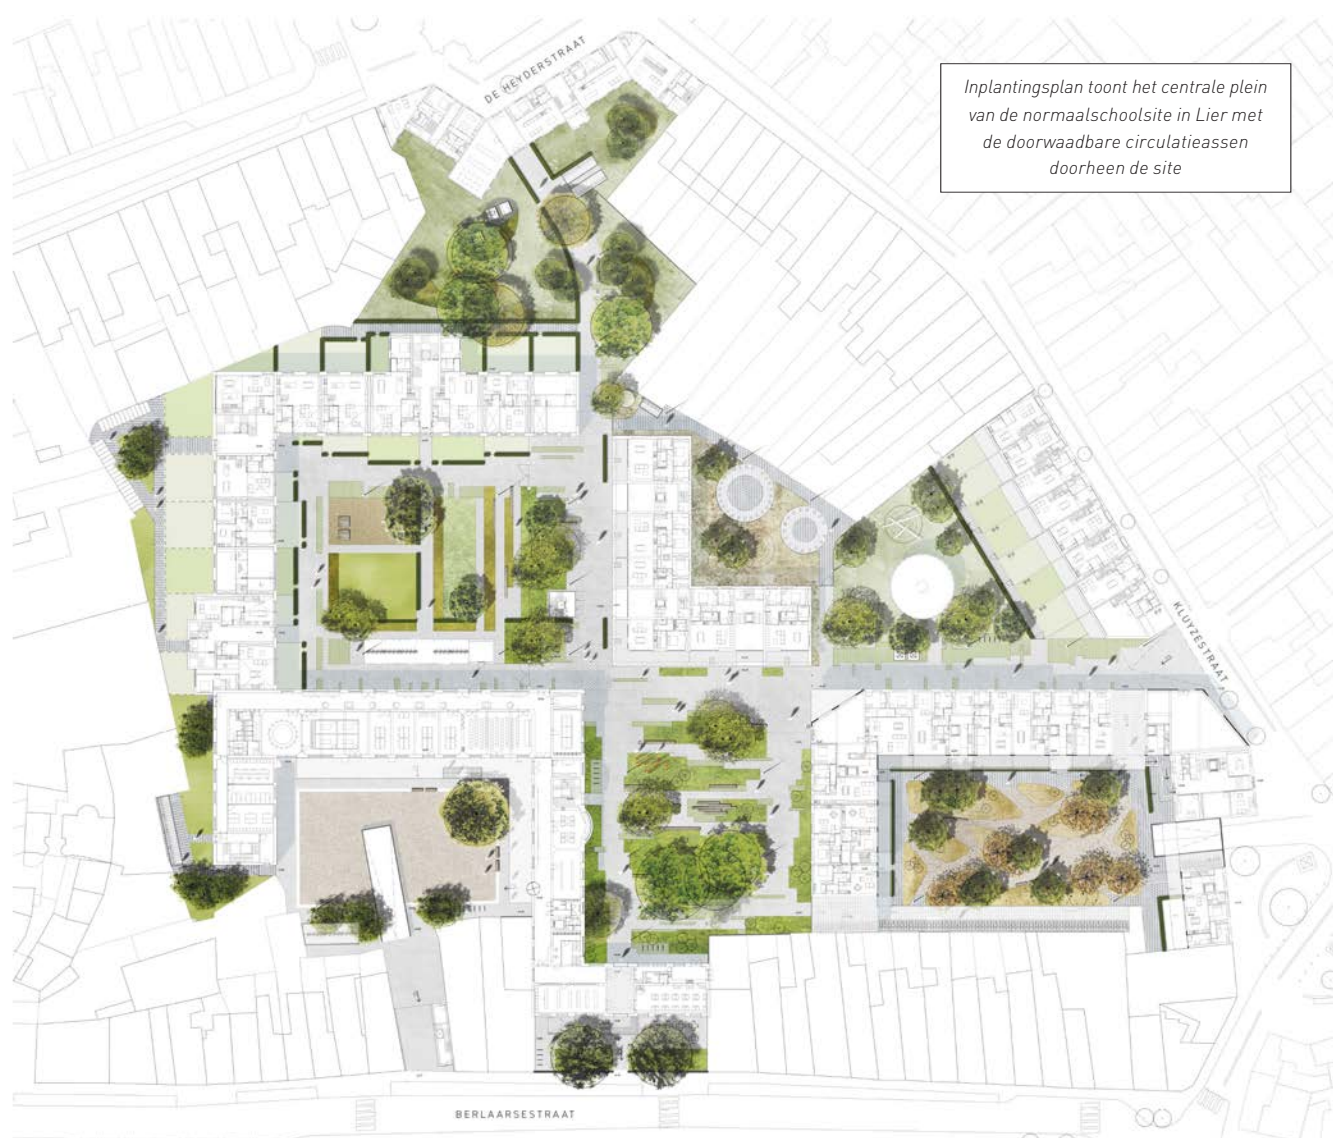 DE HEYDERSTRAAT
Inplantingsplan toont het centrale plein
van de normaalschoolsite in Lier met
de doorwaadbare circulatieassen
doorheen de site
KLUYZESTRAAT
BERLAARSESTRAAT